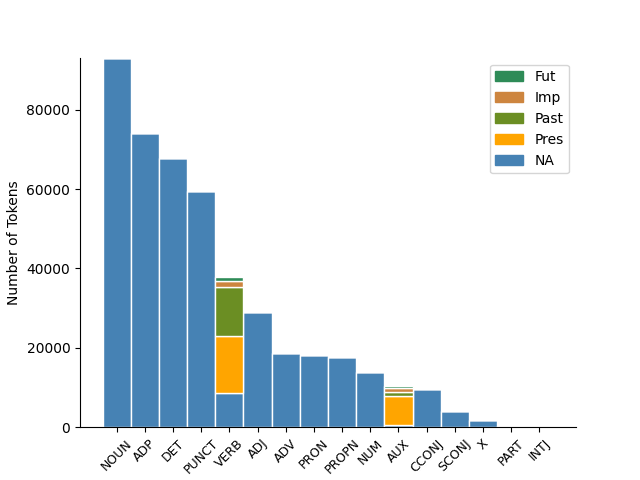 Fut
Imp
Past
Pres
NA
Number of Tokens
80000
60000
40000
20000
0
NOUN ADP DET PUNCT VERB ADJ ADV PRON PROPN NUM AUX CCONJ SCONJ X PART INTJ